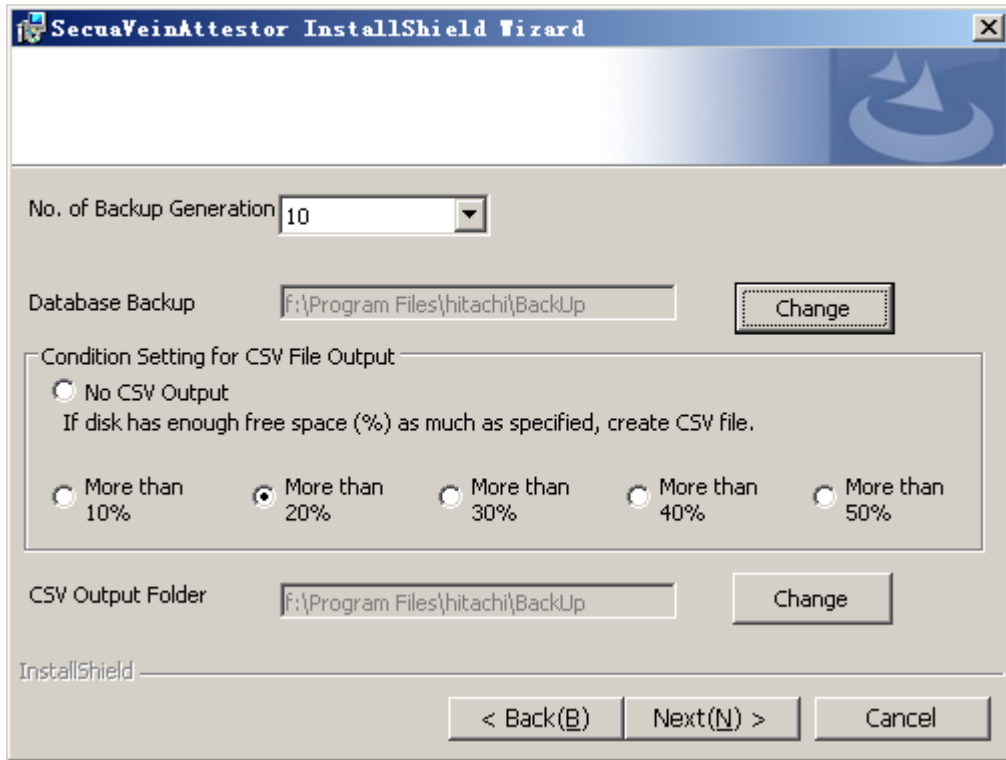 SecuaVeinAttestor InstallShield Wizard
No. of Backup Generation 10
Database Backup f:\Program Files\hitachi\BackUp Change
Condition Setting for CSV File Output
No CSV Output
If disk has enough free space (%) as much as specified, create CSV file.
More than 10%
More than 20%
More than 30%
More than 40%
More than 50%
CSV Output Folder f:\Program Files\hitachi\BackUp Change
InstallShield
< Back(B) Next(N) > Cancel